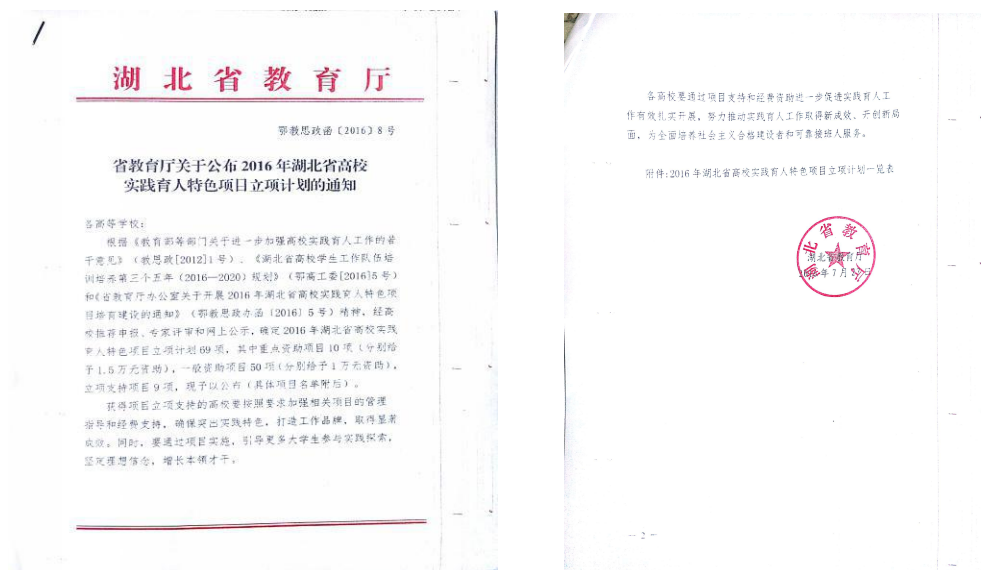 湖北省教育厅
鄂教思政函〔2016〕8号
省教育厅关于公布2016年湖北省高校
实践育人特色项目立项计划的通知
各高等学校：
根据《教育部等部门关于进一步加强高校实践育人工作的若
干意见》（教思政[2012]1号）、《湖北省高校学生工作队伍培
训培养第三个五年（2016—2020）规划》（鄂高工委[2016]5号）
和《省教育厅办公室关于开展2016年湖北省高校实践育人特色项
目培育建设的通知》（鄂教思政办函〔2016〕5号）精神，经高
校推荐申报、专家评审和网上公示，确定2016年湖北省高校实践
育人特色项目立项计划69项，其中重点资助项目10项（分别给
予1.5万元资助），一般资助项目50项（分别给予1万元资助），
立项支持项目9项，现予以公布（具体项目名单附后）。
获得项目立项支持的高校要按照要求加强相关项目的管理
指导和经费支持，确保突出实践特色，打造工作品牌，取得显著
成效。同时，要通过项目实施，引导更多大学生参与实践探索，
坚定理想信念，增长本领才干。
各高校要通过项目支持和经费资助进一步促进实践育人工
作有效扎实开展，努力推动实践育人工作取得新成效、开创新局
面，为全面培养社会主义合格建设者和可靠接班人服务。
附件：2016年湖北省高校实践育人特色项目立项计划一览表
湖北省教育厅
湖北省教育厅
年7月
— 2 —